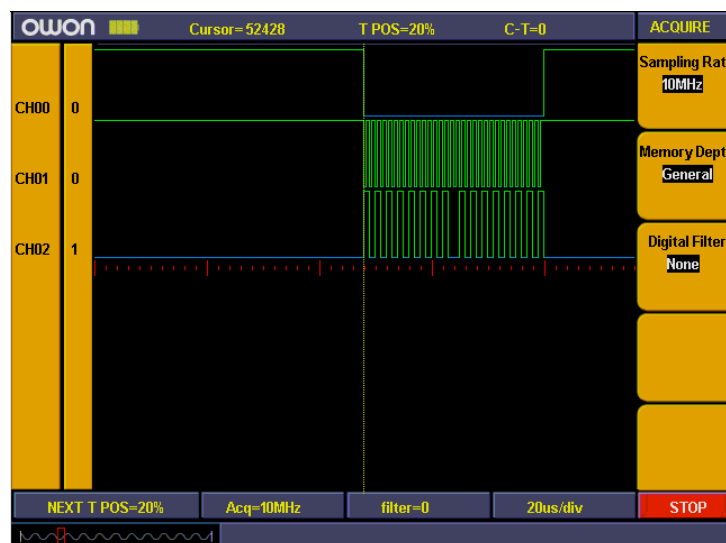 OWON Cursor=52428 T POS=20% C-T=0 ACQUIRE
Sampling Rat
10MHz
CH00 0
Memory Dept
General
CH01 0
Digital Filter
None
CH02 1
NEXT T POS=20% Acq=10MHz filter=0 20us/div STOP